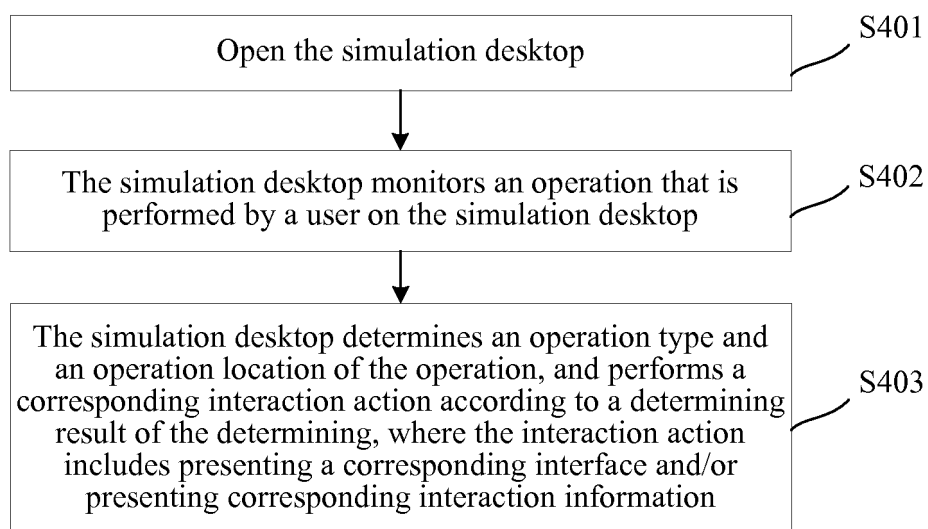 Open the simulation desktop
S401
The simulation desktop monitors an operation that is
performed by a user on the simulation desktop
S402
The simulation desktop determines an operation type and
an operation location of the operation, and performs a
corresponding interaction action according to a determining
result of the determining, where the interaction action
includes presenting a corresponding interface and/or
presenting corresponding interaction information
S403